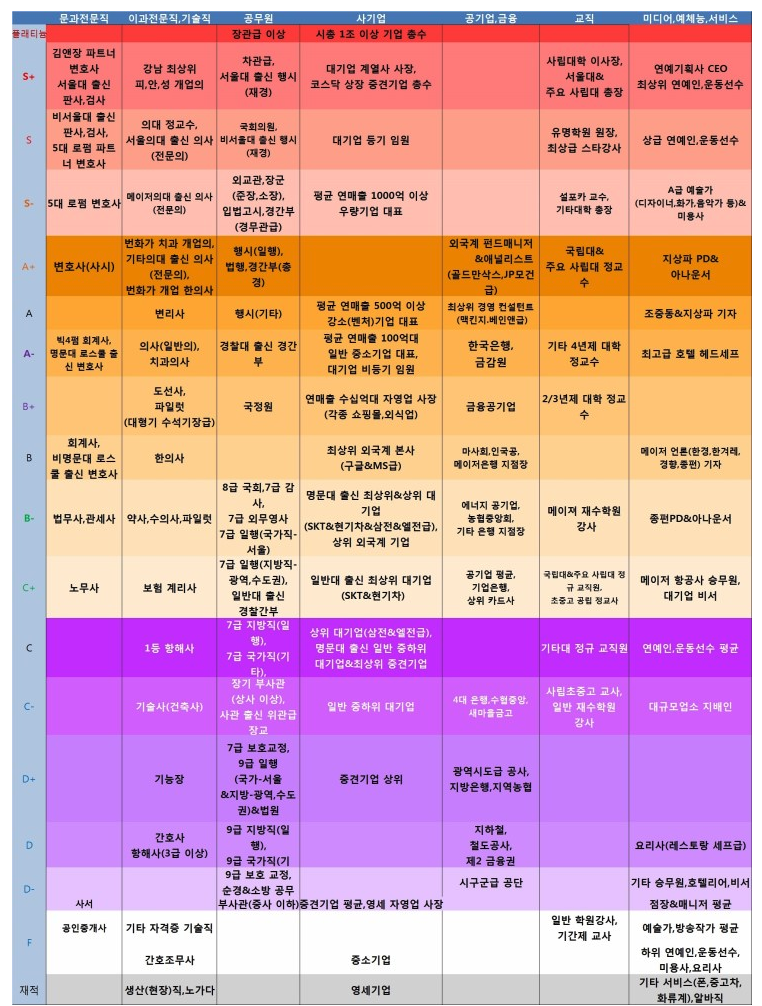 문과전문직 이과전문직,기술직 공무원 사기업 공기업,금융 교직 미디어,예체능,서비스
플래티늄 장관급 이상 시총 1조 이상 기업 총수
S+
김앤장 파트너
변호사
서울대 출신
판사,검사
강남 최상위
피,안,성 개업의
차관급,
서울대 출신 행시
(재경)
대기업 계열사 사장,
코스닥 상장 중견기업 총수
사립대학 이사장,
서울대&
주요 사립대 총장
연예기획사 CEO
최상위 연예인,운동선수
S
비서울대 출신
판사,검사,
5대 로펌 파트
너 변호사
의대 정교수,
서울의대 출신 의사
(전문의)
국회의원,
비서울대 출신 행시
(재경)
대기업 등기 임원
유명학원 원장,
최상급 스타강사
상급 연예인,운동선수
S-
5대 로펌 변호사
메이저의대 출신 의사
(전문의)
외교관,장군
(준장,소장),
입법고시,경간부
(경무관급)
평균 연매출 1000억 이상
우량기업 대표
설포카 교수,
기타대학 총장
A급 예술가
(디자이너,화가,음악가 등)&
미용사
A+
변호사(사시)
번화가 치과 개업의,
기타의대 출신 의사
(전문의),
번화가 개업 한의사
행시(일행),
법행,경간부(총
경)
외국계 펀드매니저
&애널리스트
(골드만삭스,JP모건
급)
국립대&
주요 사립대 정교
수
지상파 PD&
아나운서
A
변리사
행시(기타)
평균 연매출 500억 이상
강소(벤처)기업 대표
최상위 경영 컨설턴트
(맥킨지.베인앤급)
조중동&지상파 기자
A-
빅4펌 회계사,
명문대 로스쿨 출
신 변호사
의사(일반의),
치과의사
경찰대 출신 경간
부
평균 연매출 100억대
일반 중소기업 대표,
대기업 비등기 임원
한국은행,
금감원
기타 4년제 대학
정교수
최고급 호텔 헤드셰프
B+
도선사,
파일럿
(대형기 수석기장급)
국정원
연매출 수십억대 자영업 사장
(각종 쇼핑몰,외식업)
금융공기업
2/3년제 대학 정교
수
B
회계사,
비명문대 로스
쿨 출신 변호사
한의사
최상위 외국계 본사
(구글&MS급)
마사회,인국공,
메이저은행 지점장
메이저 언론(한경,한겨레,
경향,종편) 기자
B-
법무사,관세사
약사,수의사,파일럿
8급 국회,7급 감
사,
7급 외무영사
7급 일행(국가직-
서울)
명문대 출신 최상위&상위 대
기업
(SKT&현기차&삼전&엘전급),
상위 외국계 기업
에너지 공기업,
농협중앙회,
기타 은행 지점장
메이져 재수학원
강사
종편PD&아나운서
C+
노무사
보험 계리사
7급 일행(지방직-
광역,수도권),
일반대 출신
경찰간부
일반대 출신 최상위 대기업
(SKT&현기차)
공기업 평균,
기업은행,
상위 카드사
국립대&주요 사립대 정
규 교직원,
초중고 공립 정교사
메이저 항공사 승무원,
대기업 비서
C
1등 항해사
7급 지방직(일
행),
7급 국가직(기
타),
상위 대기업(삼전&엘전급),
명문대 출신 일반 중하위
대기업&최상위 중견기업
기타대 정규 교직원
연예인,운동선수 평균
C-
기술사(건축사)
장기 부사관
(상사 이상),
사관 출신 위관급
장교
일반 중하위 대기업
4대 은행,수협중앙,
새마을금고
사립초중고 교사,
일반 재수학원
강사
대규모업소 지배인
D+
기능장
7급 보호교정,
9급 일행
(국가-서울
&지방-광역,수도
권)&법원
중견기업 상위
광역시도급 공사,
지방은행,지역농협
D
간호사
항해사(3급 이상)
9급 지방직(일
행),
9급 국가직(기
지하철,
철도공사,
제2 금융권
요리사(레스토랑 셰프급)
D-
사서
9급 보호 교정,
순경&소방 공무
부사관(중사 이하)
중견기업 평균,영세 자영업 사장
시구군급 공단
기타 승무원,호텔리어,비서
점장&매니저 평균
F
공인중개사
기타 자격증 기술직
간호조무사
중소기업
일반 학원강사,
기간제 교사
예술가,방송작가 평균
하위 연예인,운동선수,
미용사,요리사
재적
생산(현장)직,노가다
영세기업
기타 서비스(폰,중고차,
화류계),알바직